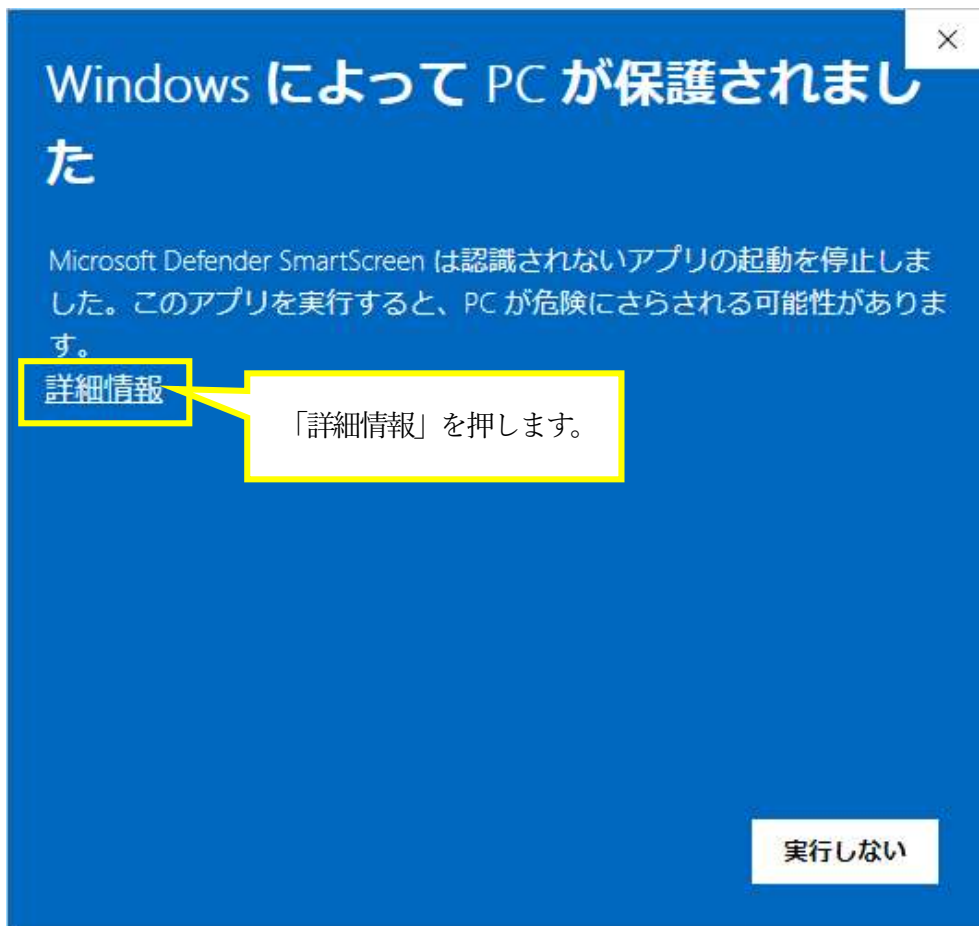 Windows によって PC が保護されまし
た
Microsoft Defender SmartScreen は認識されないアプリの起動を停止しま
した。このアプリを実行すると、PC が危険にさらされる可能性がありま
す。
詳細情報
「詳細情報」を押します。
実行しない